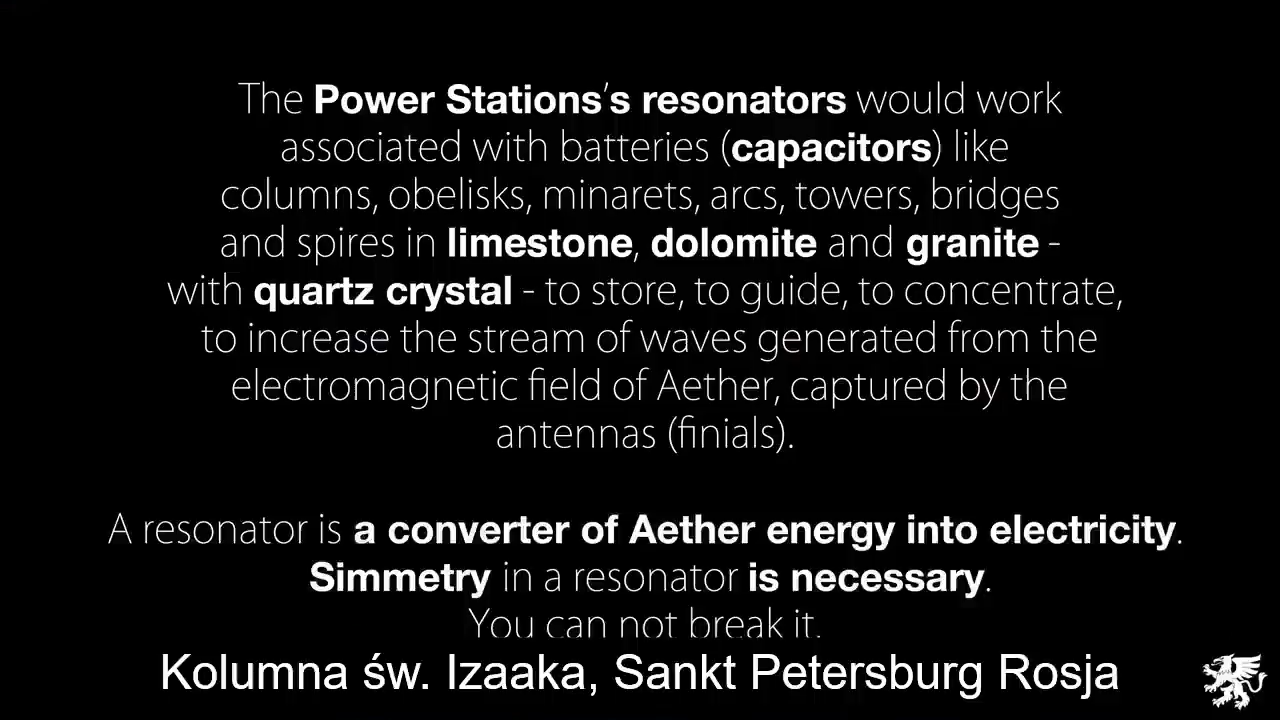 The Power Stations's resonators would work
associated with batteries (capacitors) like
columns, obelisks, minarets, arcs, towers, bridges
and spires in limestone, dolomite and granite -
with quartz crystal - to store, to guide, to concentrate,
to increase the stream of waves generated from the
electromagnetic field of Aether, captured by the
antennas (finials).
A resonator is a converter of Aether energy into electricity.
Simmetry in a resonator is necessary.
You can not break it.
Kolumna św. Izaaka, Sankt Petersburg Rosja